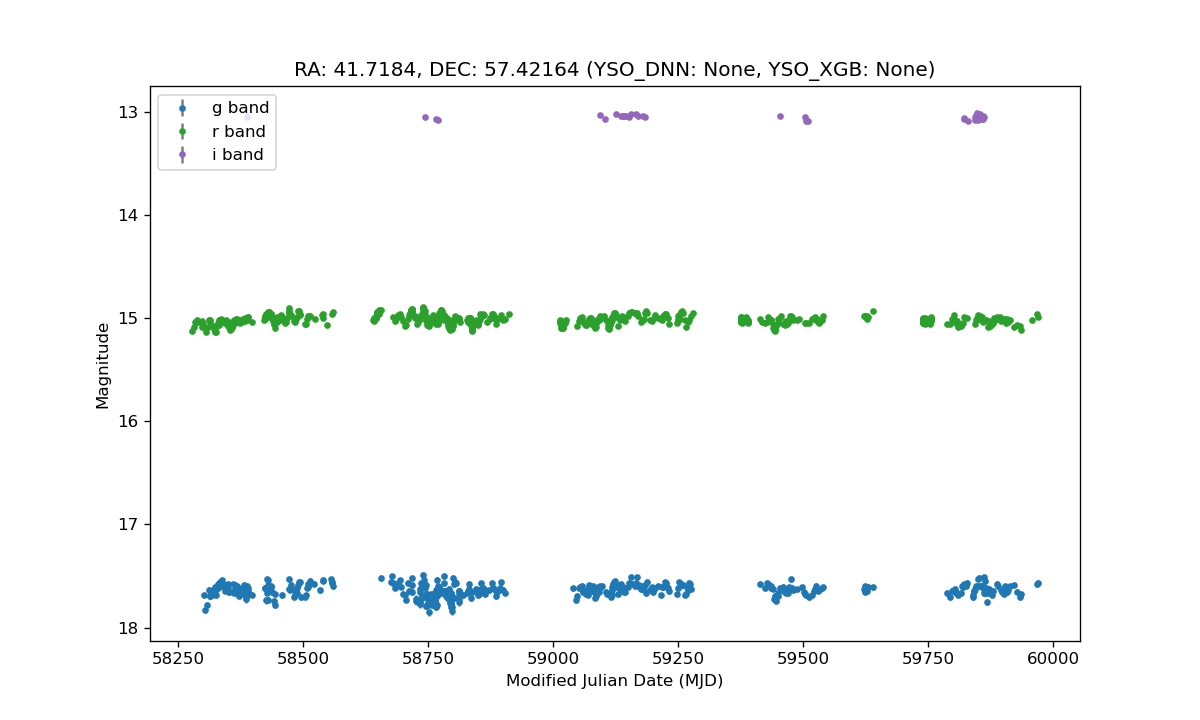 RA: 41.7184, DEC: 57.42164 (YSO_DNN: None, YSO_XGB: None)
g band
r band
i band
13
14
15
16
17
18
Magnitude
58250 58500 58750 59000 59250 59500 59750 60000
Modified Julian Date (MJD)